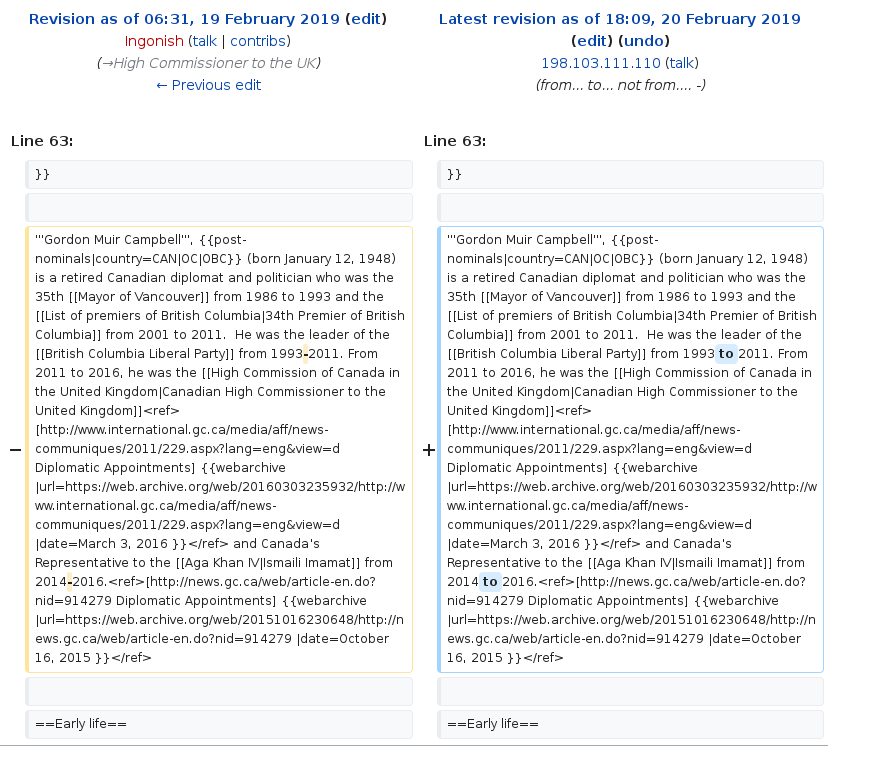 Revision as of 06:31, 19 February 2019 (edit)
Ingonish (talk | contribs)
(→High Commissioner to the UK)
← Previous edit
Latest revision as of 18:09, 20 February 2019
(edit) (undo)
198.103.111.110 (talk)
(from... to... not from.... -)
Line 63:
}}
'''Gordon Muir Campbell''', {{post-
nominals|country=CAN|OC|OBC}} (born January 12, 1948)
is a retired Canadian diplomat and politician who was the
35th [[Mayor of Vancouver]] from 1986 to 1993 and the
[[List of premiers of British Columbia|34th Premier of British
Columbia]] from 2001 to 2011.  He was the leader of the
[[British Columbia Liberal Party]] from 1993-2011. From
2011 to 2016, he was the [[High Commission of Canada in
the United Kingdom|Canadian High Commissioner to the
United Kingdom]]<ref>
[http://www.international.gc.ca/media/aff/news-
communiques/2011/229.aspx?lang=eng&view=d
Diplomatic Appointments] {{webarchive
|url=https://web.archive.org/web/20160303235932/http://w
ww.international.gc.ca/media/aff/news-
communiques/2011/229.aspx?lang=eng&view=d
|date=March 3, 2016 }}</ref> and Canada's
Representative to the [[Aga Khan IV|Ismaili Imamat]] from
2014-2016.<ref>[http://news.gc.ca/web/article-en.do?
nid=914279 Diplomatic Appointments] {{webarchive
|url=https://web.archive.org/web/20151016230648/http://n
ews.gc.ca/web/article-en.do?nid=914279 |date=October
16, 2015 }}</ref>
==Early life==
Line 63:
}}
'''Gordon Muir Campbell''', {{post-
nominals|country=CAN|OC|OBC}} (born January 12, 1948)
is a retired Canadian diplomat and politician who was the
35th [[Mayor of Vancouver]] from 1986 to 1993 and the
[[List of premiers of British Columbia|34th Premier of British
Columbia]] from 2001 to 2011.  He was the leader of the
[[British Columbia Liberal Party]] from 1993 to 2011. From
2011 to 2016, he was the [[High Commission of Canada in
the United Kingdom|Canadian High Commissioner to the
United Kingdom]]<ref>
[http://www.international.gc.ca/media/aff/news-
communiques/2011/229.aspx?lang=eng&view=d
Diplomatic Appointments] {{webarchive
|url=https://web.archive.org/web/20160303235932/http://w
ww.international.gc.ca/media/aff/news-
communiques/2011/229.aspx?lang=eng&view=d
|date=March 3, 2016 }}</ref> and Canada's
Representative to the [[Aga Khan IV|Ismaili Imamat]] from
2014 to 2016.<ref>[http://news.gc.ca/web/article-en.do?
nid=914279 Diplomatic Appointments] {{webarchive
|url=https://web.archive.org/web/20151016230648/http://n
ews.gc.ca/web/article-en.do?nid=914279 |date=October
16, 2015 }}</ref>
==Early life==